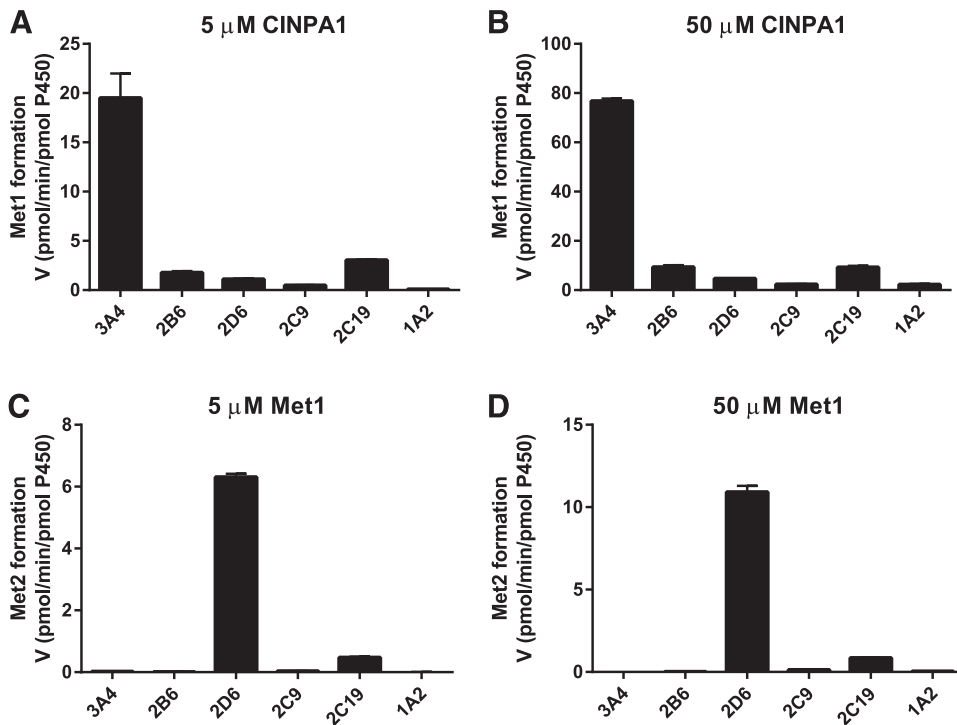 A
5 μM CINPA1
Met1 formation
V (pmol/min/pmol P450)
25
20
15
10
5
0
3A4
2B6
2D6
2C9
2C19
1A2
B
50 μM CINPA1
Met1 formation
V (pmol/min/pmol P450)
100
80
60
40
20
0
3A4
2B6
2D6
2C9
2C19
1A2
C
5 μM Met1
Met2 formation
V (pmol/min/pmol P450)
8
6
4
2
0
3A4
2B6
2D6
2C9
2C19
1A2
D
50 μM Met1
Met2 formation
V (pmol/min/pmol P450)
15
10
5
0
3A4
2B6
2D6
2C9
2C19
1A2